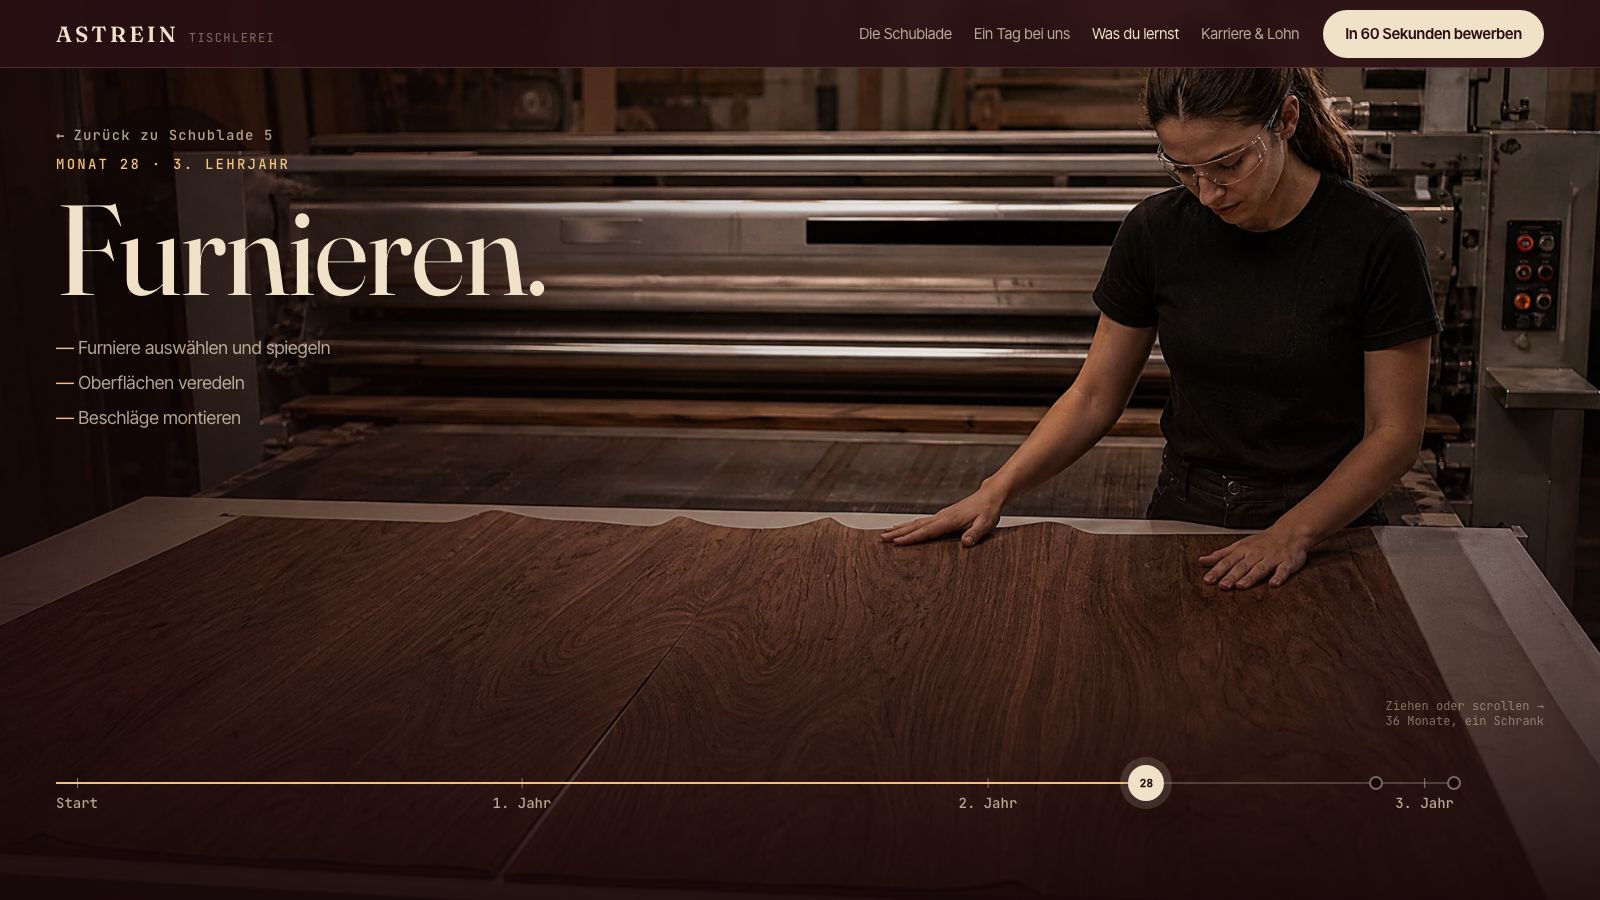 ASTREIN TISCHLEREI
Die Schublade
Ein Tag bei uns
Was du lernst
Karriere & Lohn
In 60 Sekunden bewerben
← Zurück zu Schublade 5
MONAT 28 · 3. LEHRJAHR
Furnieren.
— Furniere auswählen und spiegeln
— Oberflächen veredeln
— Beschläge montieren
Ziehen oder scrollen →
36 Monate, ein Schrank
28
Start
1. Jahr
2. Jahr
3. Jahr